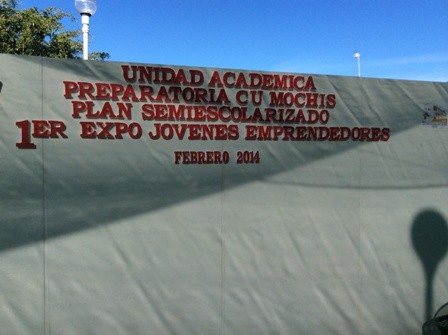 UNIDAD ACADEMICA
PREPARATORIA CU MOCHIS
PLAN SEMIESCOLARIZADO
1ER EXPO JOVENES EMPRENDEDORES
FEBRERO 2014